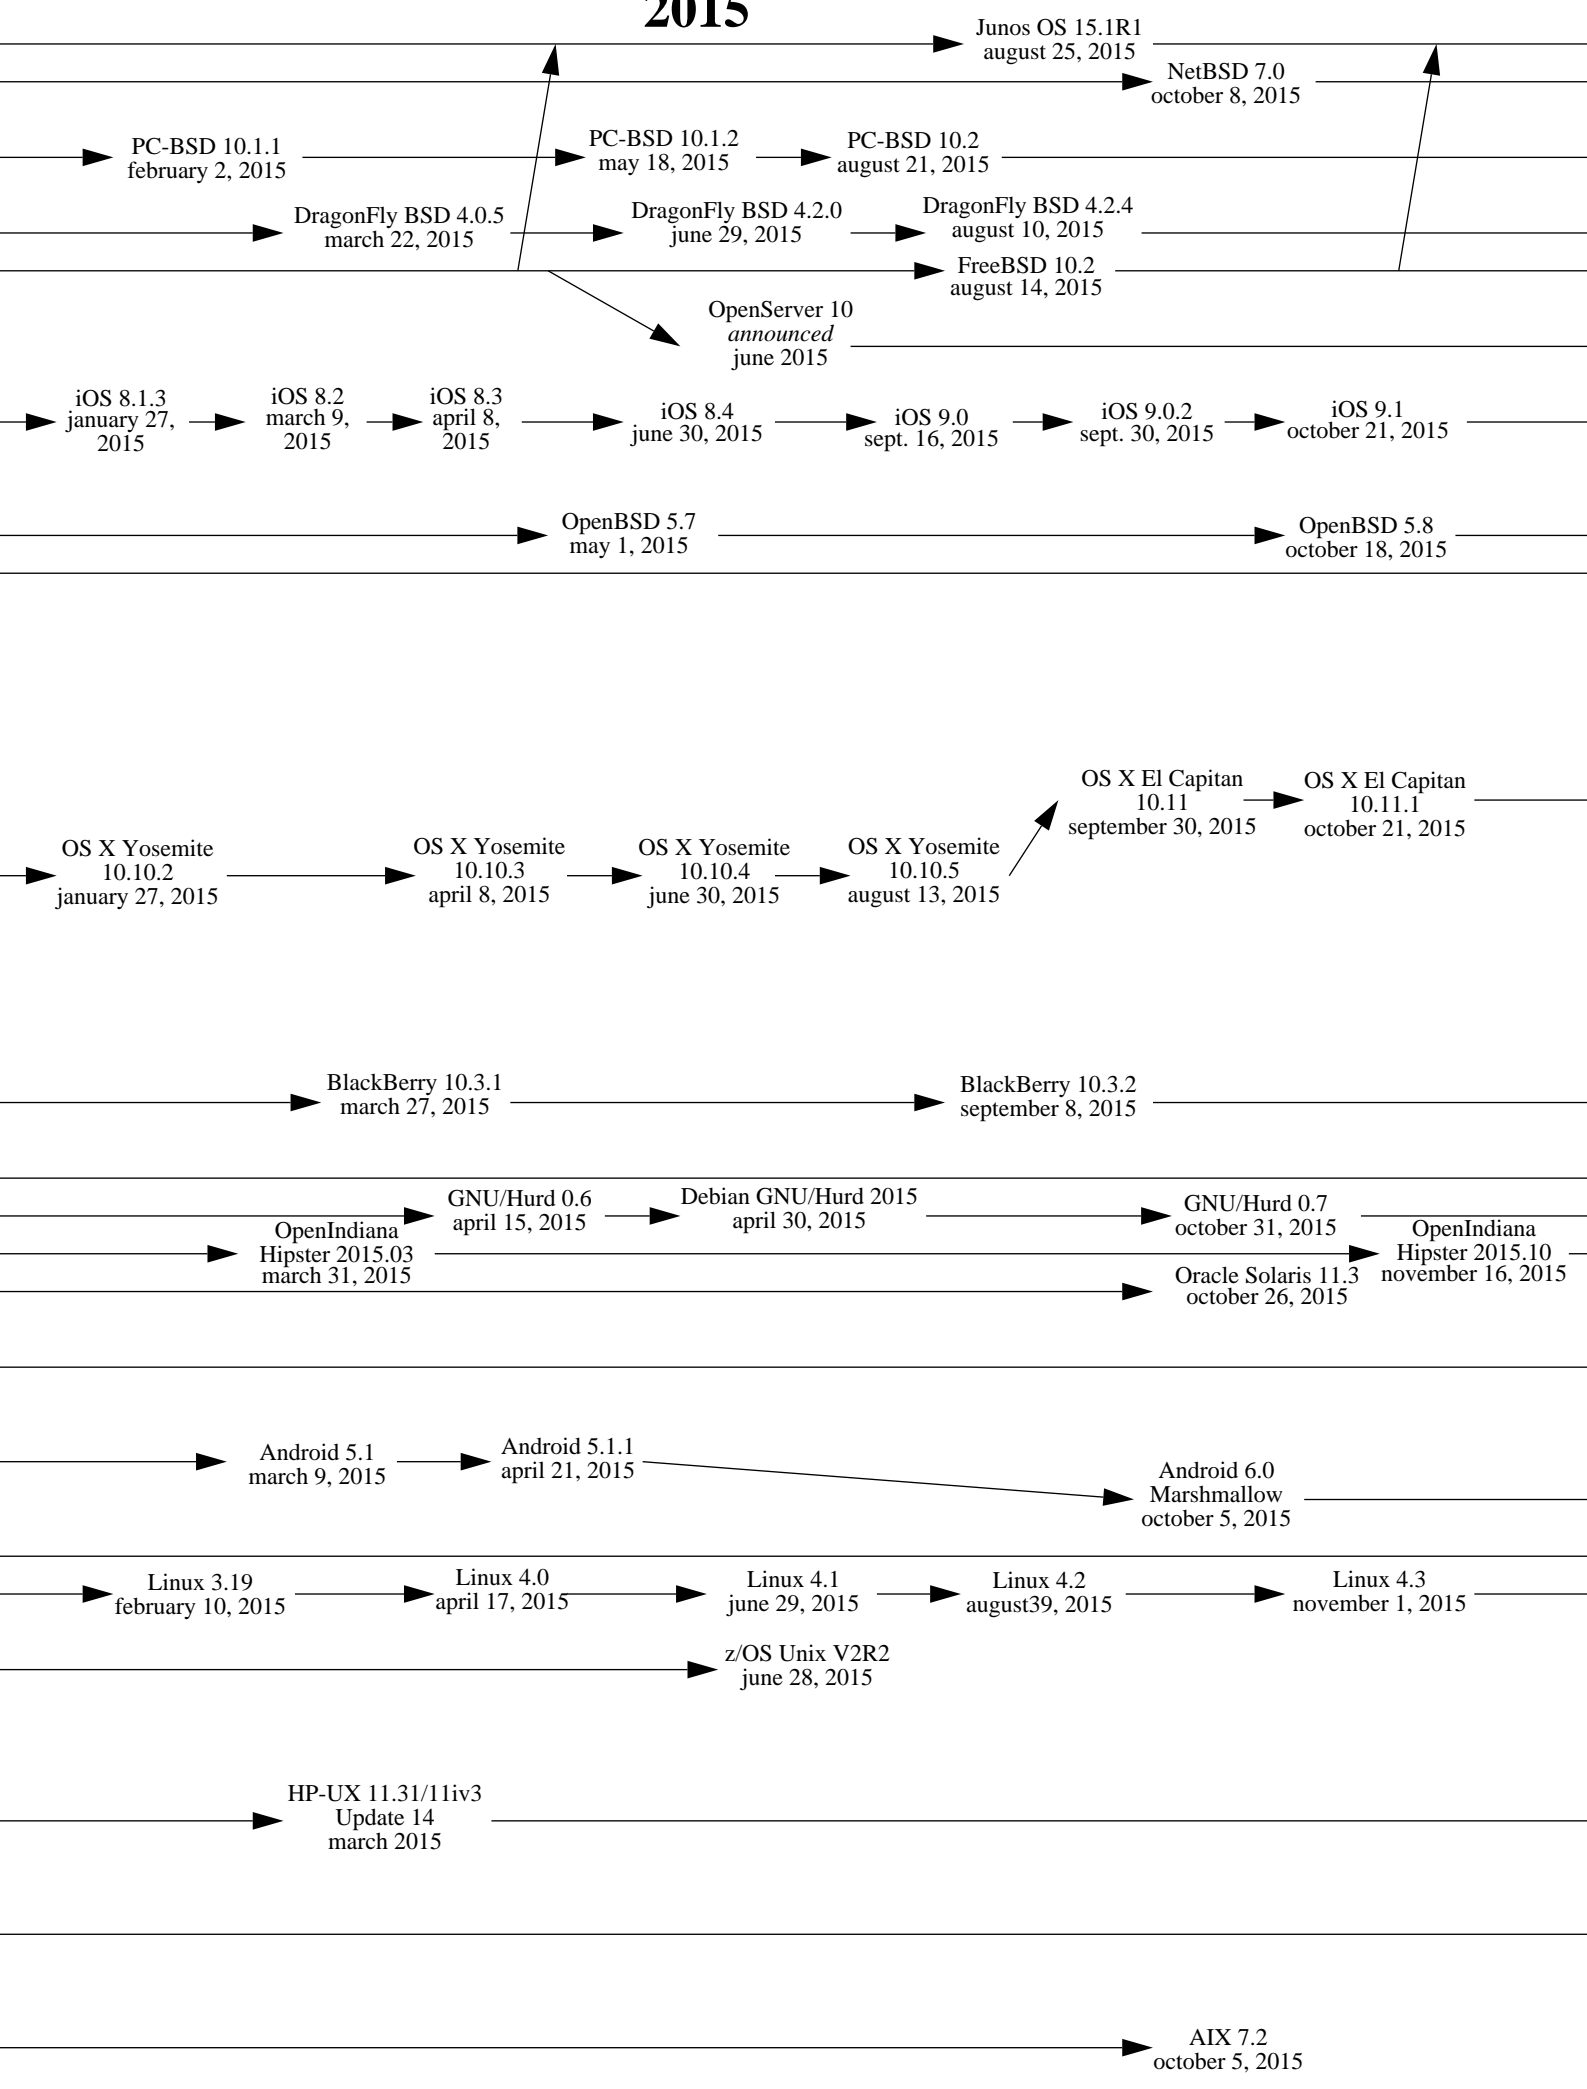 2015
Junos OS 15.1R1
august 25, 2015
NetBSD 7.0
october 8, 2015
PC-BSD 10.1.1
february 2, 2015
PC-BSD 10.1.2
may 18, 2015
PC-BSD 10.2
august 21, 2015
DragonFly BSD 4.0.5
march 22, 2015
DragonFly BSD 4.2.0
june 29, 2015
DragonFly BSD 4.2.4
august 10, 2015
FreeBSD 10.2
august 14, 2015
OpenServer 10
announced
june 2015
iOS 8.1.3
january 27,
2015
iOS 8.2
march 9,
2015
iOS 8.3
april 8,
2015
iOS 8.4
june 30, 2015
iOS 9.0
sept. 16, 2015
iOS 9.0.2
sept. 30, 2015
iOS 9.1
october 21, 2015
OpenBSD 5.7
may 1, 2015
OpenBSD 5.8
october 18, 2015
OS X El Capitan
10.11
september 30, 2015
OS X El Capitan
10.11.1
october 21, 2015
OS X Yosemite
10.10.2
january 27, 2015
OS X Yosemite
10.10.3
april 8, 2015
OS X Yosemite
10.10.4
june 30, 2015
OS X Yosemite
10.10.5
august 13, 2015
BlackBerry 10.3.1
march 27, 2015
BlackBerry 10.3.2
september 8, 2015
GNU/Hurd 0.6
april 15, 2015
Debian GNU/Hurd 2015
april 30, 2015
GNU/Hurd 0.7
october 31, 2015
OpenIndiana
Hipster 2015.03
march 31, 2015
OpenIndiana
Hipster 2015.10
november 16, 2015
Oracle Solaris 11.3
october 26, 2015
Android 5.1
march 9, 2015
Android 5.1.1
april 21, 2015
Android 6.0
Marshmallow
october 5, 2015
Linux 3.19
february 10, 2015
Linux 4.0
april 17, 2015
Linux 4.1
june 29, 2015
Linux 4.2
august39, 2015
Linux 4.3
november 1, 2015
z/OS Unix V2R2
june 28, 2015
HP-UX 11.31/11iv3
Update 14
march 2015
AIX 7.2
october 5, 2015